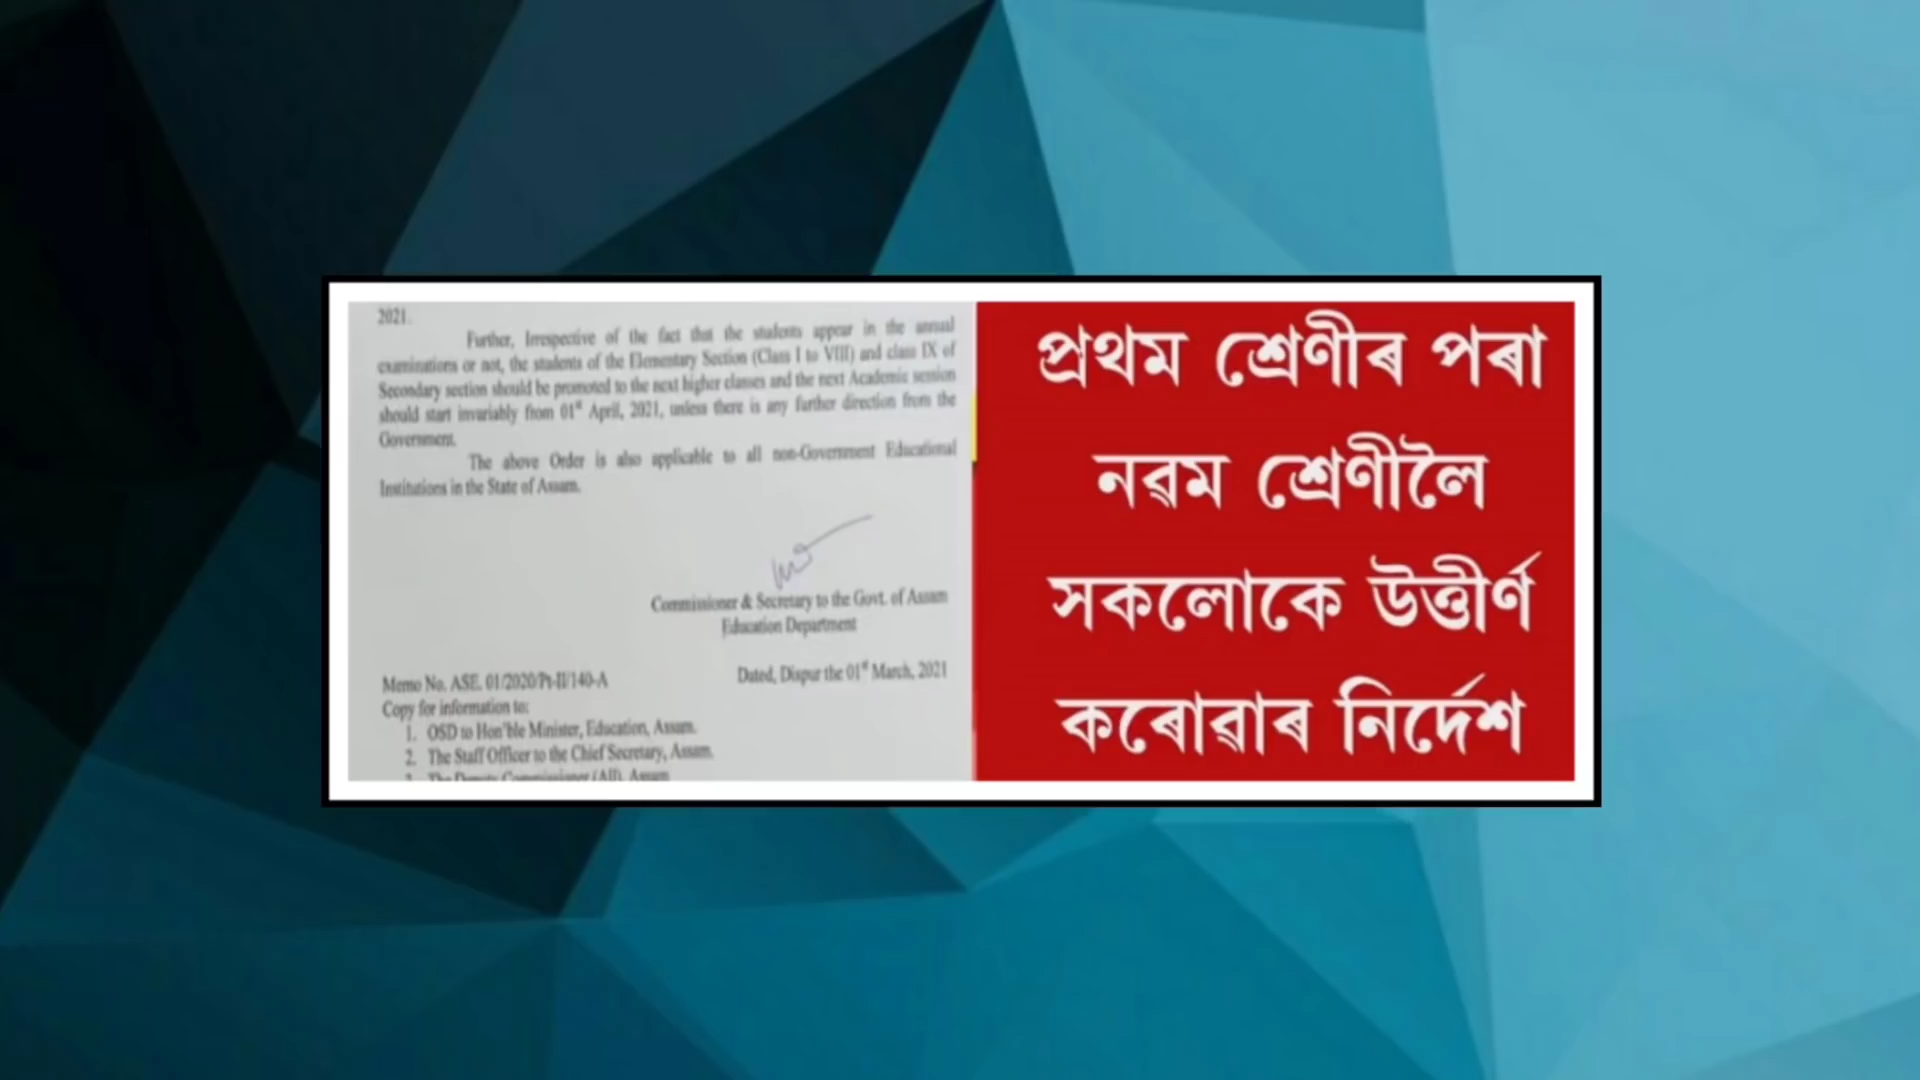 2021.
Further, Irrespective of the fact that the students appear in the annual
examinations or not, the students of the Elementary Section (Class I to VIII) and class IX of
Secondary section should be promoted to the next higher classes and the next Academic session
should start invariably from 01st April, 2021, unless there is any further direction from the
Government.
The above Order is also applicable to all non-Government Educational
Institutions in the State of Assam.
Commissioner & Secretary to the Govt. of Assam
Education Department
Memo No. ASE. 01/2020/Pt-II/140-A
Dated, Dispur the 01st March, 2021
Copy for information to:
1. OSD to Hon'ble Minister, Education, Assam.
2. The Staff Officer to the Chief Secretary, Assam.
3. The Deputy Commissioner (All), Assam
প্ৰথম শ্ৰেণীৰ পৰা
নৱম শ্ৰেণীলৈ
সকলোকে উত্তীৰ্ণ
কৰোৱাৰ নিৰ্দেশ